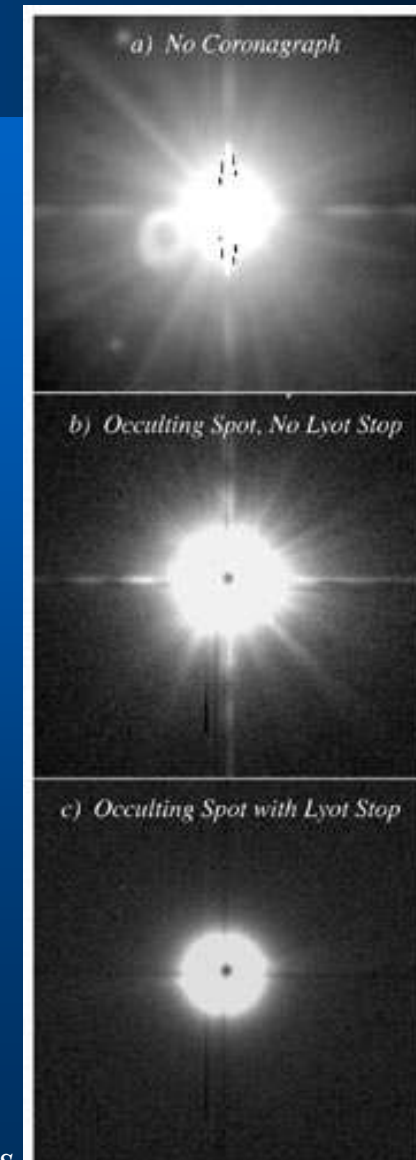 a) No Coronagraph
b) Occulting Spot, No Lyot Stop
c) Occulting Spot with Lyot Stop
s